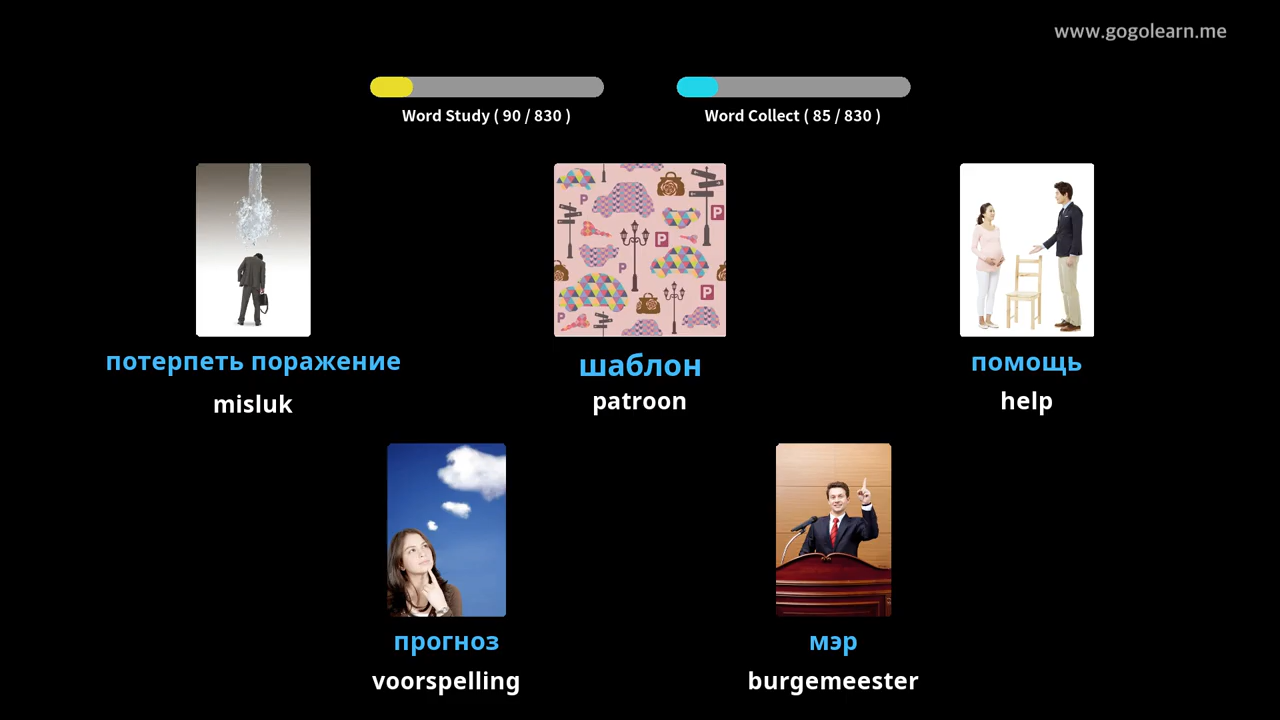 www.gogolearn.me
Word Study ( 90 / 830 )
Word Collect ( 85 / 830 )
P
P
P
P
P
P
потерпеть поражение
шаблон
помощь
misluk
patroon
help
прогноз
мэр
voorspelling
burgemeester